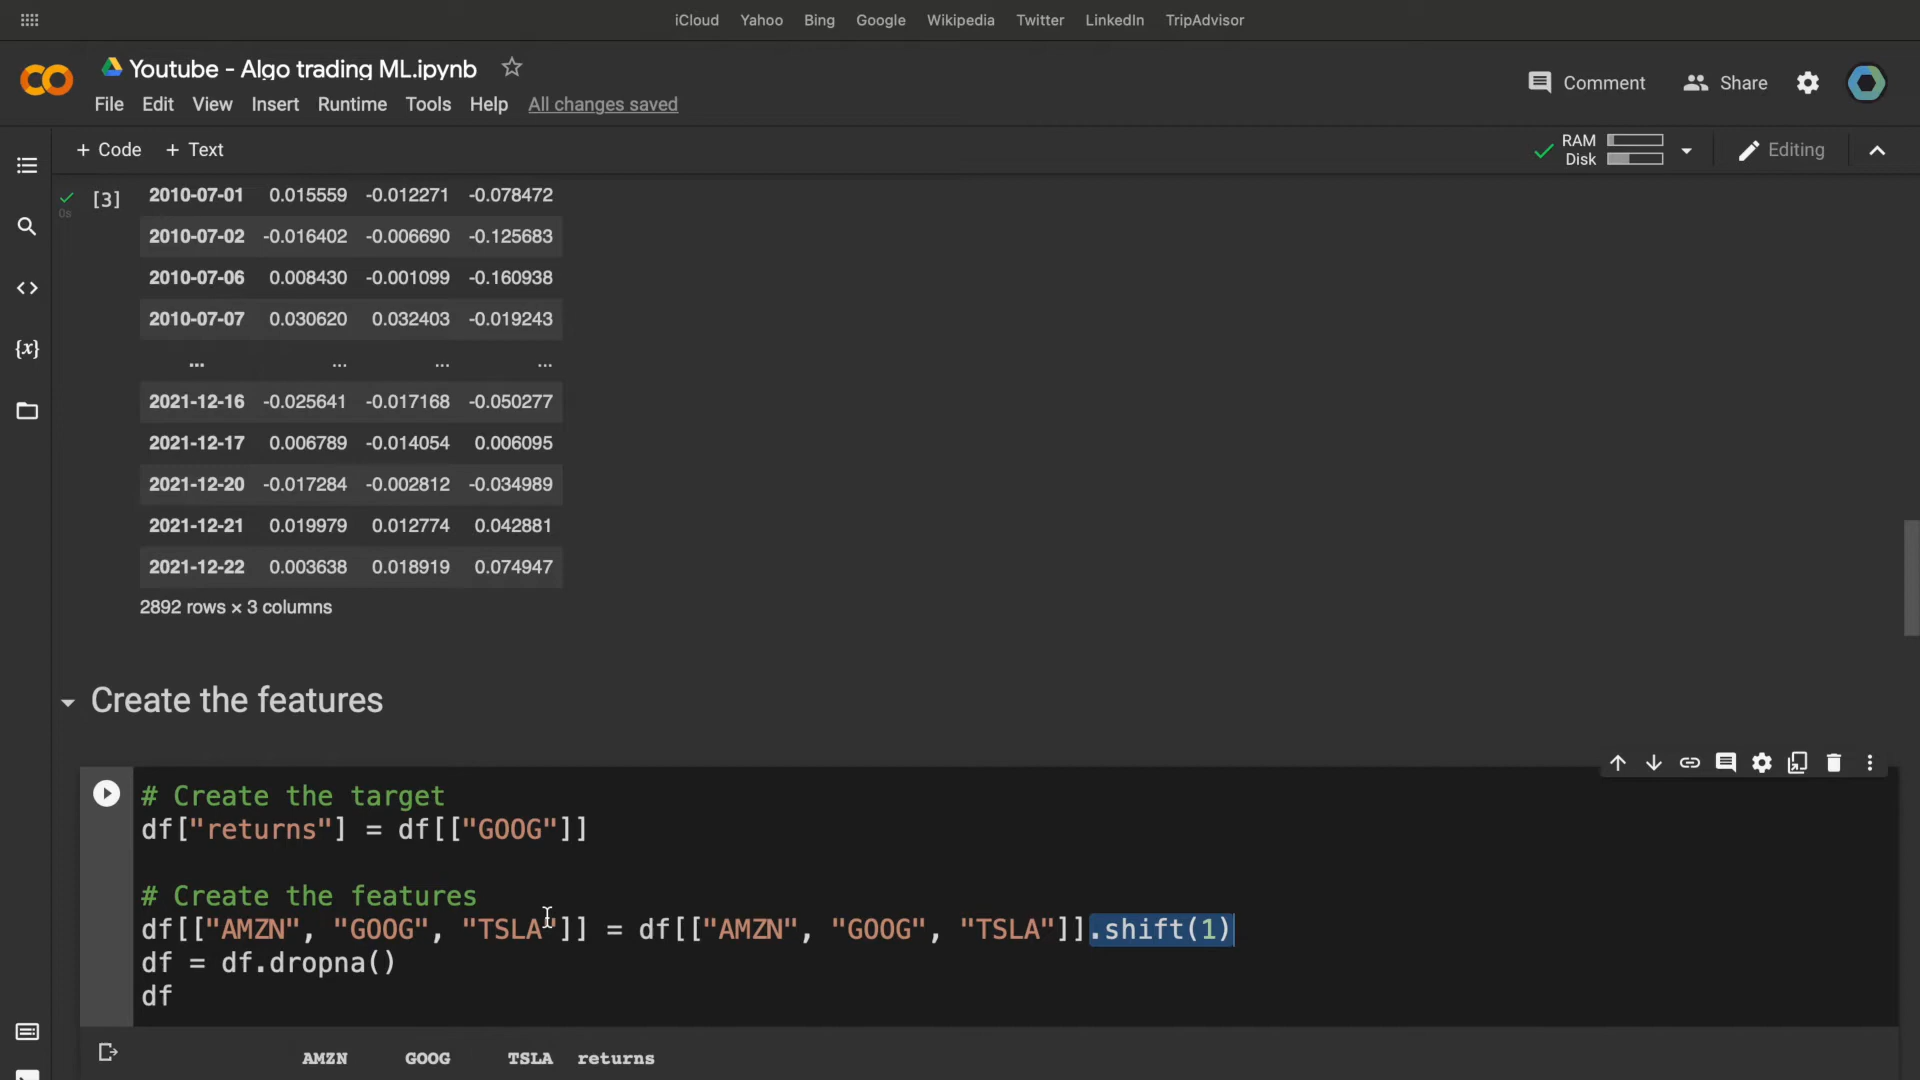 iCloud Yahoo Bing Google Wikipedia Twitter LinkedIn TripAdvisor
Youtube - Algo trading ML.ipynb
File Edit View Insert Runtime Tools Help All changes saved
Comment Share
+ Code + Text
RAM
Disk
Editing
[3] 2010-07-01 0.015559 -0.012271 -0.078472
0s
2010-07-02 -0.016402 -0.006690 -0.125683
2010-07-06 0.008430 -0.001099 -0.160938
2010-07-07 0.030620 0.032403 -0.019243
... ... ... ...
2021-12-16 -0.025641 -0.017168 -0.050277
2021-12-17 0.006789 -0.014054 0.006095
2021-12-20 -0.017284 -0.002812 -0.034989
2021-12-21 0.019979 0.012774 0.042881
2021-12-22 0.003638 0.018919 0.074947
2892 rows × 3 columns
Create the features
# Create the target
df["returns"] = df[["GOOG"]]
# Create the features
df[["AMZN", "GOOG", "TSLA"]] = df[["AMZN", "GOOG", "TSLA"]].shift(1)
df = df.dropna()
df
AMZN GOOG TSLA returns